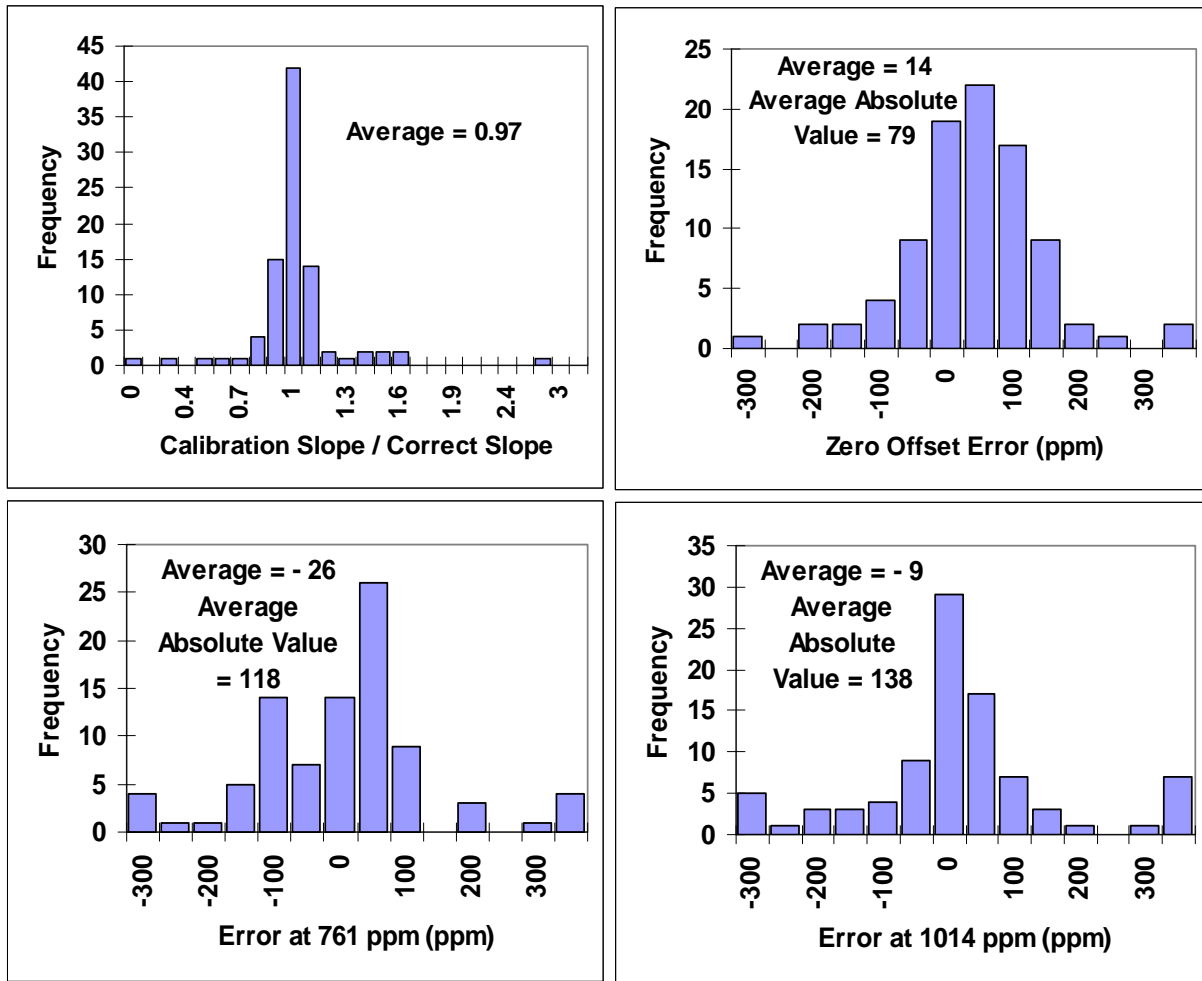 45
40
35
30
25
20
15
10
5
0
Frequency
Average = 0.97
0 0.4 0.7 1 1.3 1.6 1.9 2.4 3
Calibration Slope / Correct Slope
25
20
15
10
5
0
Frequency
Average = 14
Average Absolute
Value = 79
-300 -200 -100 0 100 200 300
Zero Offset Error (ppm)
30
25
20
15
10
5
0
Frequency
Average = - 26
Average
Absolute Value
= 118
-300 -200 -100 0 100 200 300
Error at 761 ppm (ppm)
35
30
25
20
15
10
5
0
Frequency
Average = - 9
Average
Absolute
Value = 138
-300 -200 -100 0 100 200 300
Error at 1014 ppm (ppm)